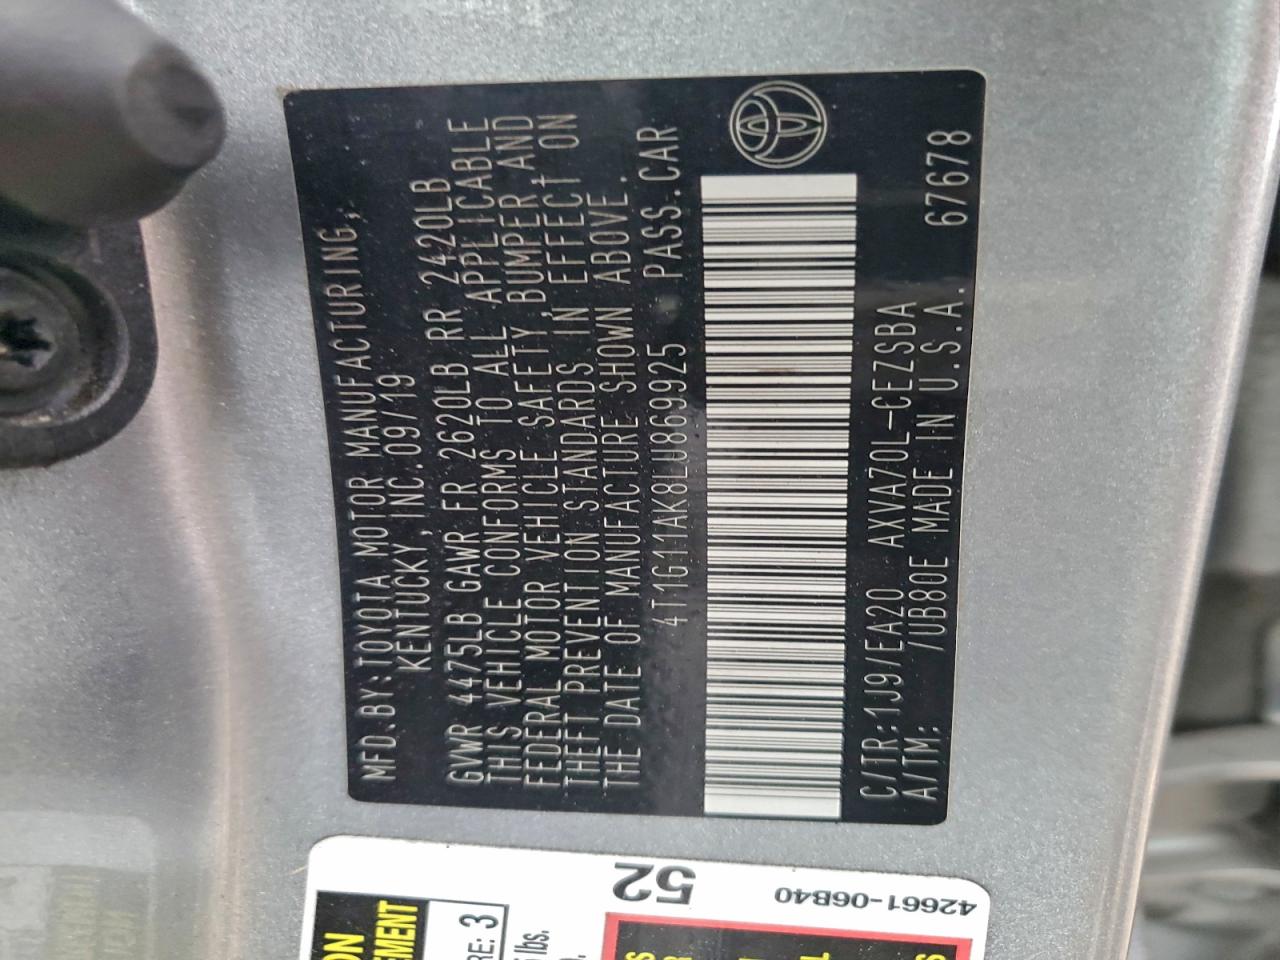 MFD.BY:TOYOTA MOTOR MANUFACTURING,
KENTUCKY, INC.09/19
GVWR 4475LB GAWR FR 2620LB RR 2420LB
THIS VEHICLE CONFORMS TO ALL APPLICABLE
FEDERAL MOTOR VEHICLE SAFETY,BUMPER AND
THEFT PREVENTION STANDARDS IN EFFECT ON
THE DATE OF MANUFACTURE SHOWN ABOVE.
4T1G11AK8LU869925 PASS.CAR
C/TR:1J9/EA20 AXVA70L-CEZSBA
A/TM: /UB80E MADE IN U.S.A. 67678
52
42661-06B40
3
lbs.